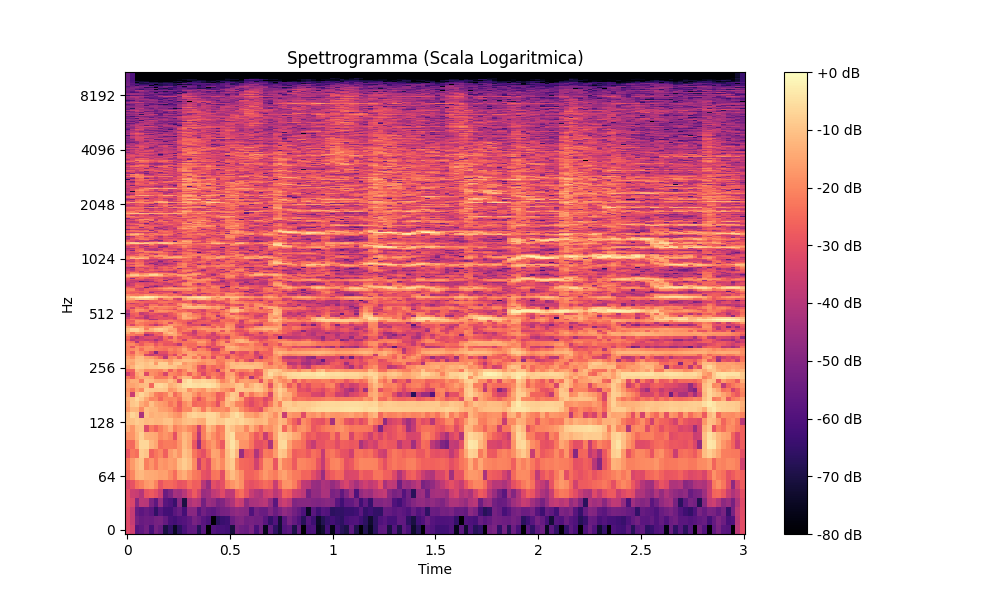 Spettrogramma (Scala Logaritmica)
Hz
8192
4096
2048
1024
512
256
128
64
0
0 0.5 1 1.5 2 2.5 3
Time
+0 dB
-10 dB
-20 dB
-30 dB
-40 dB
-50 dB
-60 dB
-70 dB
-80 dB